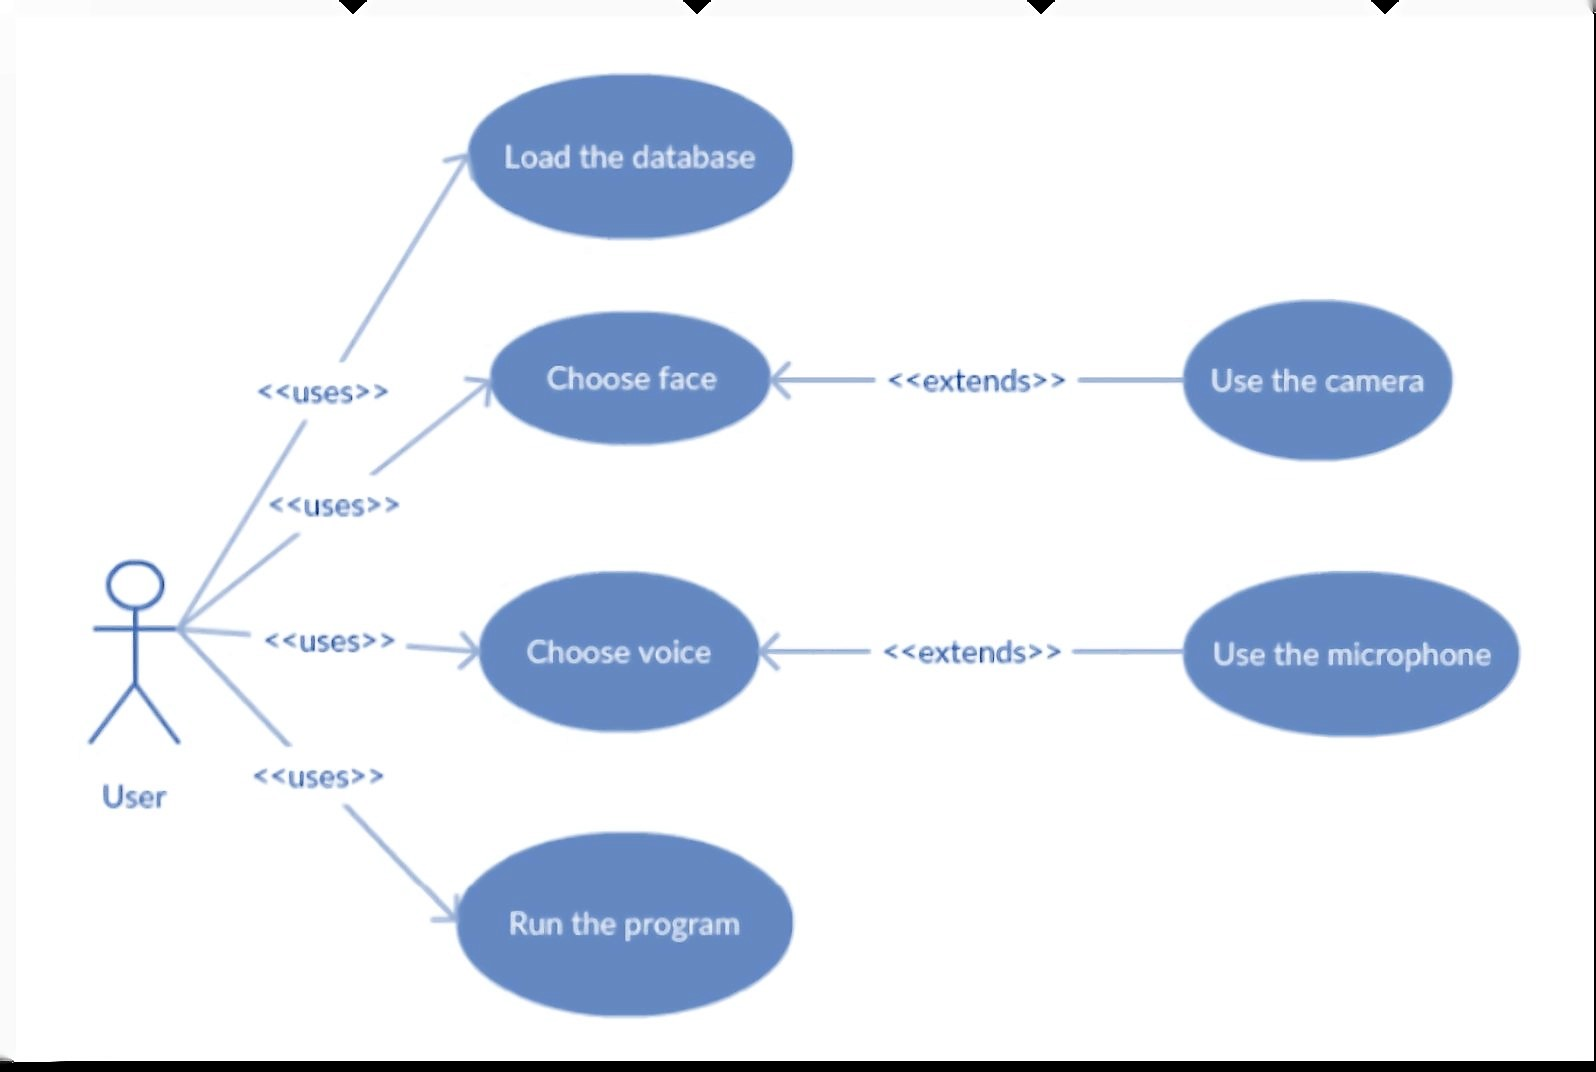 Load the database
<<uses>>
Choose face
<<extends>>
Use the camera
<<uses>>
<<uses>>
Choose voice
<<extends>>
Use the microphone
<<uses>>
User
Run the program